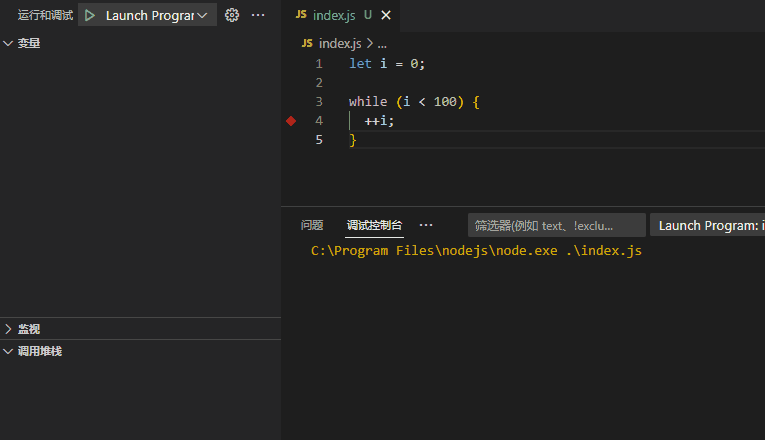 运行和调试 Launch Program
变量
监视
调用堆栈
JS index.js U
JS index.js > ...
1 let i = 0;
2
3 while (i < 100) {
4 ++i;
5 }
问题 调试控制台 ... 筛选器(例如 text、!exclu... Launch Program: i
C:\Program Files\nodejs\node.exe .\index.js